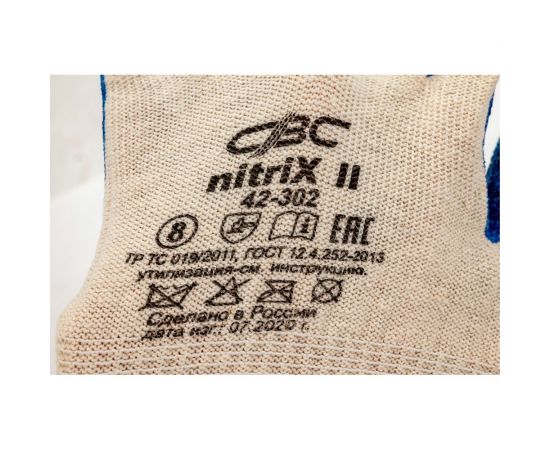 СВС
nitriX II
42-302
8 EAC
ТР ТС 019/2011, ГОСТ 12.4.252-2013
утилизация-см. инструкцию.
Сделано в России
дата изг.: 07.2020 г.